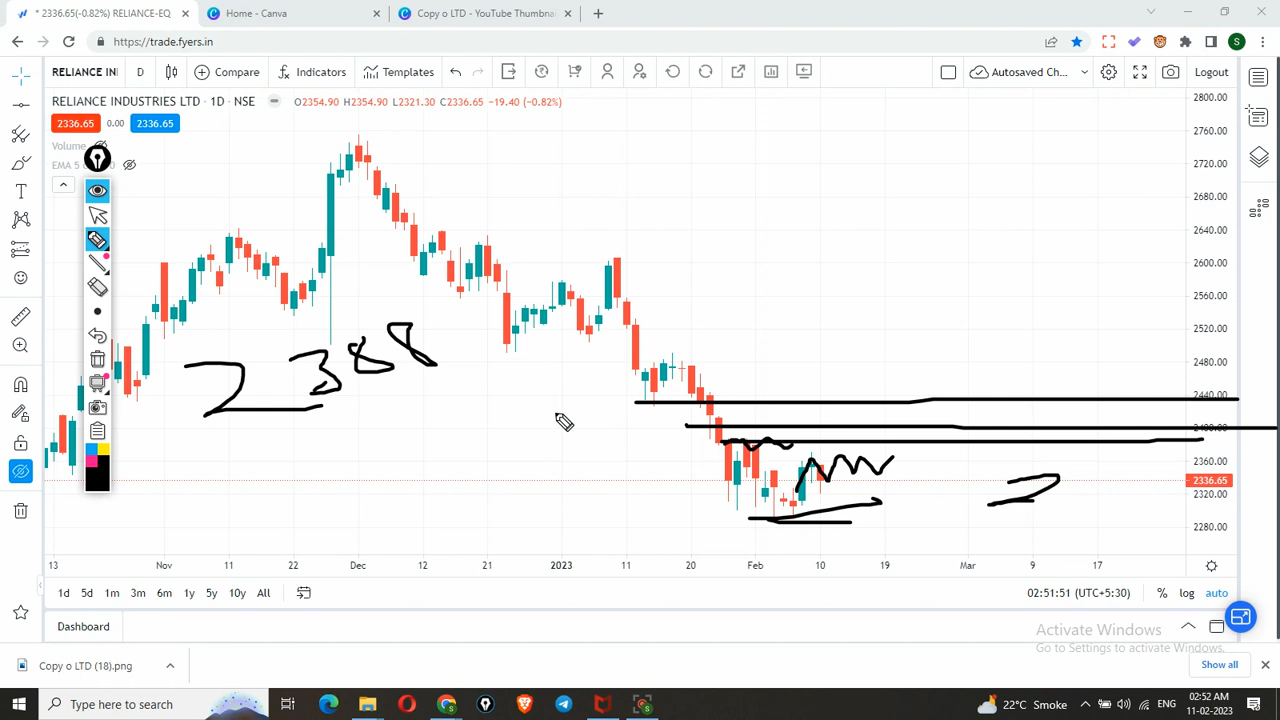 * 2336.65(-0.82%) RELIANCE-EQ
Home - Canva
Copy o LTD - YouTube Thumbna
https://trade.fyers.in
RELIANCE IN
D
Compare
Indicators
Templates
Autosaved Ch...
Logout
RELIANCE INDUSTRIES LTD · 1D · NSE
O2354.90 H2354.90 L2321.30 C2336.65 −19.40 (−0.82%)
2336.65 0.00 2336.65
Volume
EMA 5
2800.00
2760.00
2720.00
2680.00
2640.00
2600.00
2560.00
2520.00
2480.00
2440.00
2400.00
2360.00
2336.65
2320.00
2280.00
2388
13 Nov 11 22 Dec 12 21 2023 11 20 Feb 10 19 Mar 9 17
1d 5d 1m 3m 6m 1y 5y 10y All
02:51:51 (UTC+5:30)
% log auto
Dashboard
Activate Windows
Go to Settings to activate Windows.
Copy o LTD (18).png
Show all
Type here to search
22°C Smoke
ENG
02:52 AM
11-02-2023